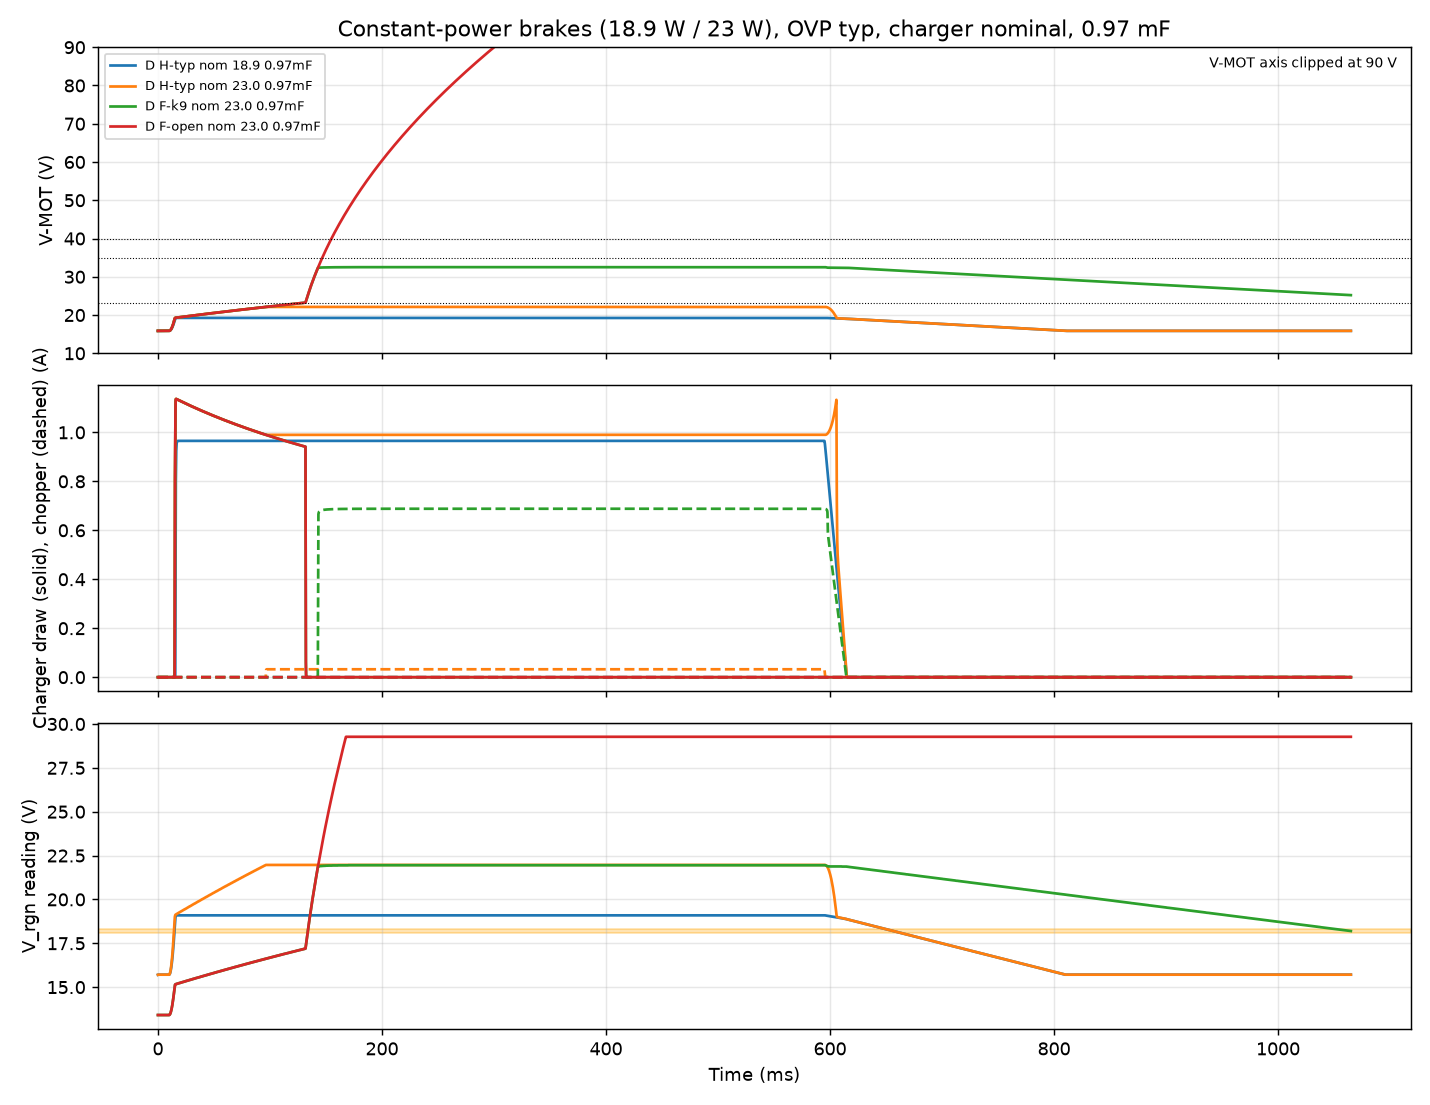 Constant-power brakes (18.9 W / 23 W), OVP typ, charger nominal, 0.97 mF
90
80
70
60
50
40
30
20
10
V-MOT (V)
D H-typ nom 18.9 0.97mF
D H-typ nom 23.0 0.97mF
D F-k9 nom 23.0 0.97mF
D F-open nom 23.0 0.97mF
V-MOT axis clipped at 90 V
1.0
0.8
0.6
0.4
0.2
0.0
Charger draw (solid), chopper (dashed) (A)
30.0
27.5
25.0
22.5
20.0
17.5
15.0
V_rgn reading (V)
0 200 400 600 800 1000
Time (ms)